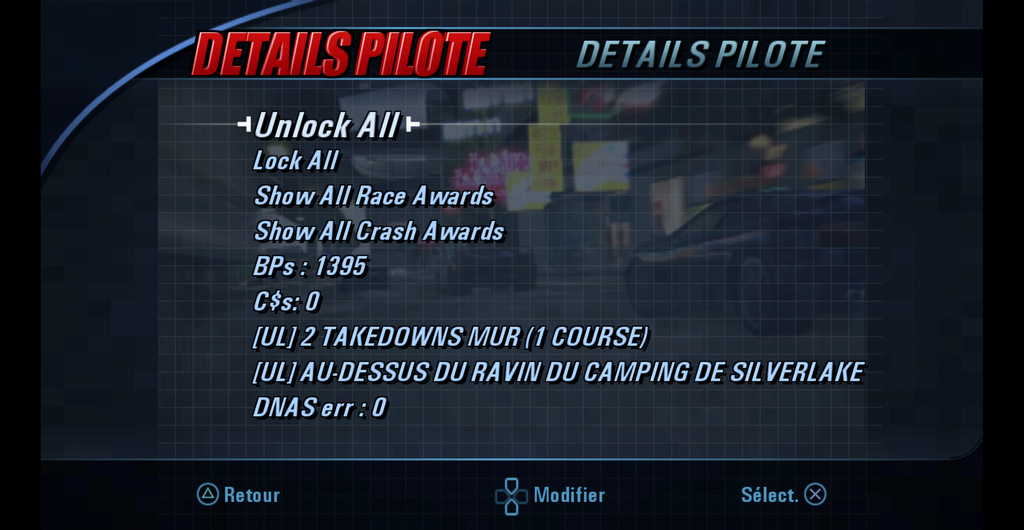 DETAILS PILOTE DETAILS PILOTE
Unlock All
Lock All
Show All Race Awards
Show All Crash Awards
BPs : 1395
C$s: 0
[UL] 2 TAKEDOWNS MUR (1 COURSE)
[UL] AU-DESSUS DU RAVIN DU CAMPING DE SILVERLAKE
DNAS err : 0
Retour Modifier Sélect.